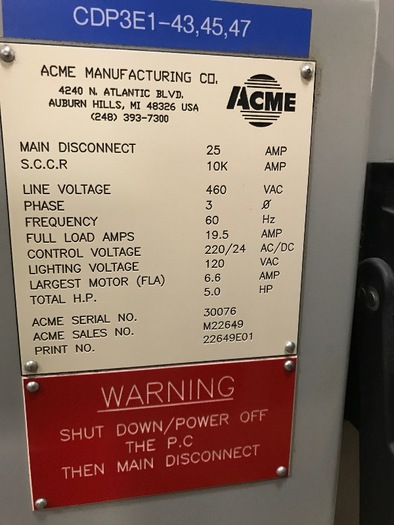 CDP3E1-43,45,47
ACME MANUFACTURING CO.
4240 N. ATLANTIC BLVD.
AUBURN HILLS, MI 48326 USA
(248) 393-7300
ACME
MAIN DISCONNECT 25 AMP
S.C.C.R 10K AMP
LINE VOLTAGE 460 VAC
PHASE 3 Ø
FREQUENCY 60 Hz
FULL LOAD AMPS 19.5 AMP
CONTROL VOLTAGE 220/24 AC/DC
LIGHTING VOLTAGE 120 VAC
LARGEST MOTOR (FLA) 6.6 AMP
TOTAL H.P. 5.0 HP
ACME SERIAL NO. 30076
ACME SALES NO. M22649
PRINT NO. 22649E01
WARNING
SHUT DOWN/POWER OFF
THE P.C
THEN MAIN DISCONNECT